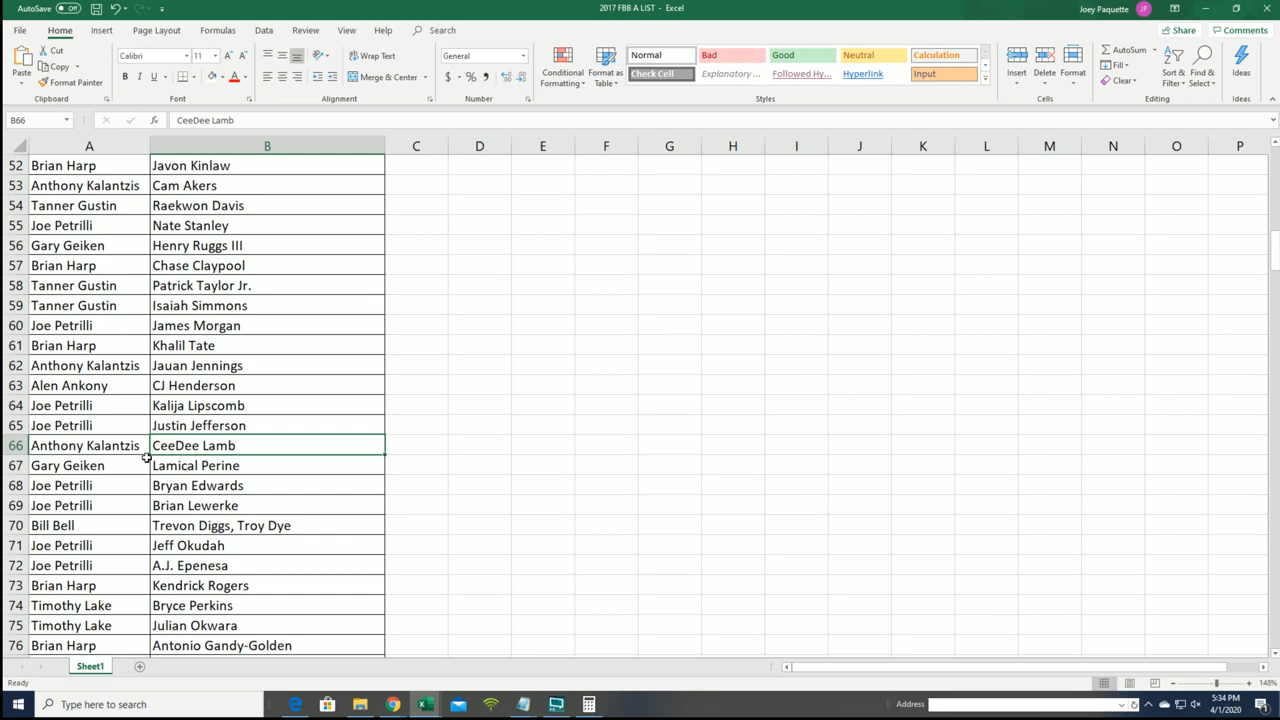 AutoSave Off 2017 FBB A LIST - Excel Joey Paquette JP
File Home Insert Page Layout Formulas Data Review View Help Search Share Comments
Paste Cut Copy Format Painter Clipboard
Calibri 11 B I U A Font
Wrap Text Merge & Center Alignment
General $ % , Number
Conditional Formatting Format as Table
Normal Bad Good Neutral Calculation
Check Cell Explanatory ... Followed Hy... Hyperlink Input
Styles
Insert Delete Format Cells
AutoSum Fill Clear Sort & Filter Find & Select Editing
Ideas Ideas
B66 fx CeeDee Lamb
A B C D E F G H I J K L M N O P
52 Brian Harp Javon Kinlaw
53 Anthony Kalantzis Cam Akers
54 Tanner Gustin Raekwon Davis
55 Joe Petrilli Nate Stanley
56 Gary Geiken Henry Ruggs III
57 Brian Harp Chase Claypool
58 Tanner Gustin Patrick Taylor Jr.
59 Tanner Gustin Isaiah Simmons
60 Joe Petrilli James Morgan
61 Brian Harp Khalil Tate
62 Anthony Kalantzis Jauan Jennings
63 Alen Ankony CJ Henderson
64 Joe Petrilli Kalija Lipscomb
65 Joe Petrilli Justin Jefferson
66 Anthony Kalantzis CeeDee Lamb
67 Gary Geiken Lamical Perine
68 Joe Petrilli Bryan Edwards
69 Joe Petrilli Brian Lewerke
70 Bill Bell Trevon Diggs, Troy Dye
71 Joe Petrilli Jeff Okudah
72 Joe Petrilli A.J. Epenesa
73 Brian Harp Kendrick Rogers
74 Timothy Lake Bryce Perkins
75 Timothy Lake Julian Okwara
76 Brian Harp Antonio Gandy-Golden
Sheet1
Ready 148%
Type here to search Address 5:34 PM
4/1/2020